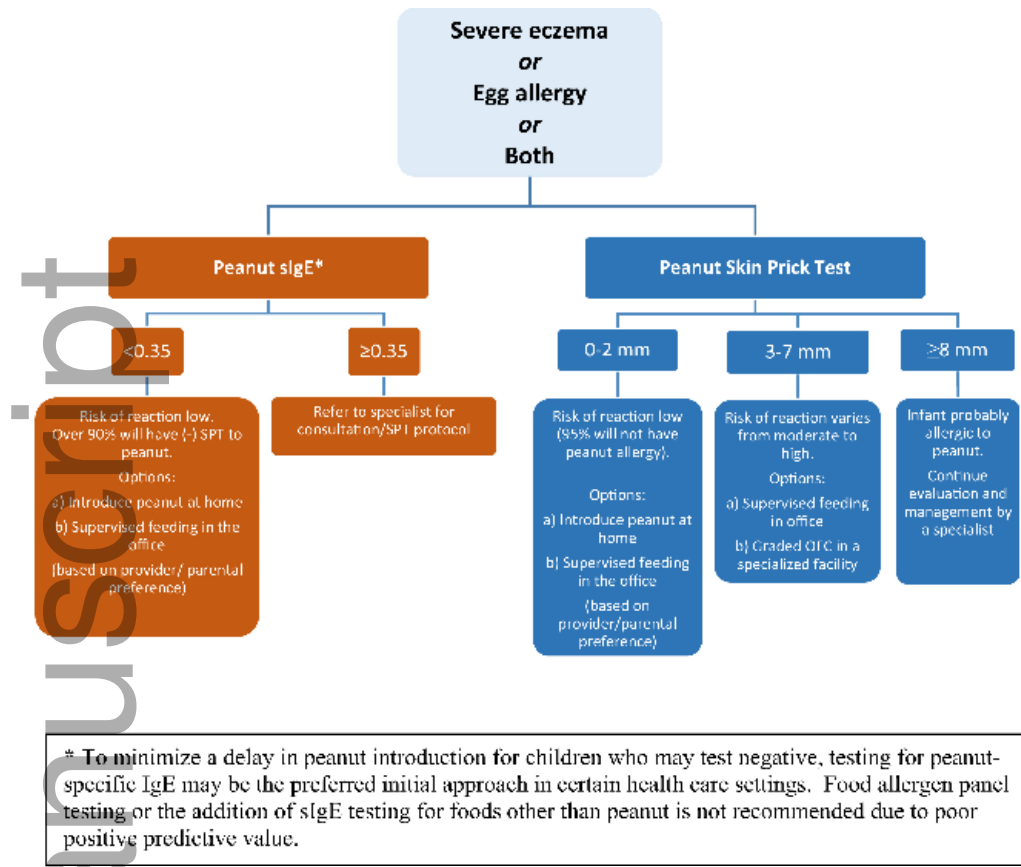 Severe eczema
or
Egg allergy
or
Both
Peanut sIgE*
Peanut Skin Prick Test
<0.35
≥0.35
0-2 mm
3-7 mm
≥8 mm
Risk of reaction low.
Over 90% will have (-) SPT to
peanut.
Options:
a) Introduce peanut at home
b) Supervised feeding in the
office
(based on provider/ parental
preference)
Refer to specialist for
consultation/SPT protocol
Risk of reaction low
(95% will not have
peanut allergy).
Options:
a) Introduce peanut at
home
b) Supervised feeding
in the office
(based on
provider/parental
preference)
Risk of reaction varies
from moderate to
high.
Options:
a) Supervised feeding
in office
b) Graded OFC in a
specialized facility
Infant probably
allergic to
peanut.
Continue
evaluation and
management by
a specialist
* To minimize a delay in peanut introduction for children who may test negative, testing for peanut-
specific IgE may be the preferred initial approach in certain health care settings. Food allergen panel
testing or the addition of sIgE testing for foods other than peanut is not recommended due to poor
positive predictive value.
nuscript